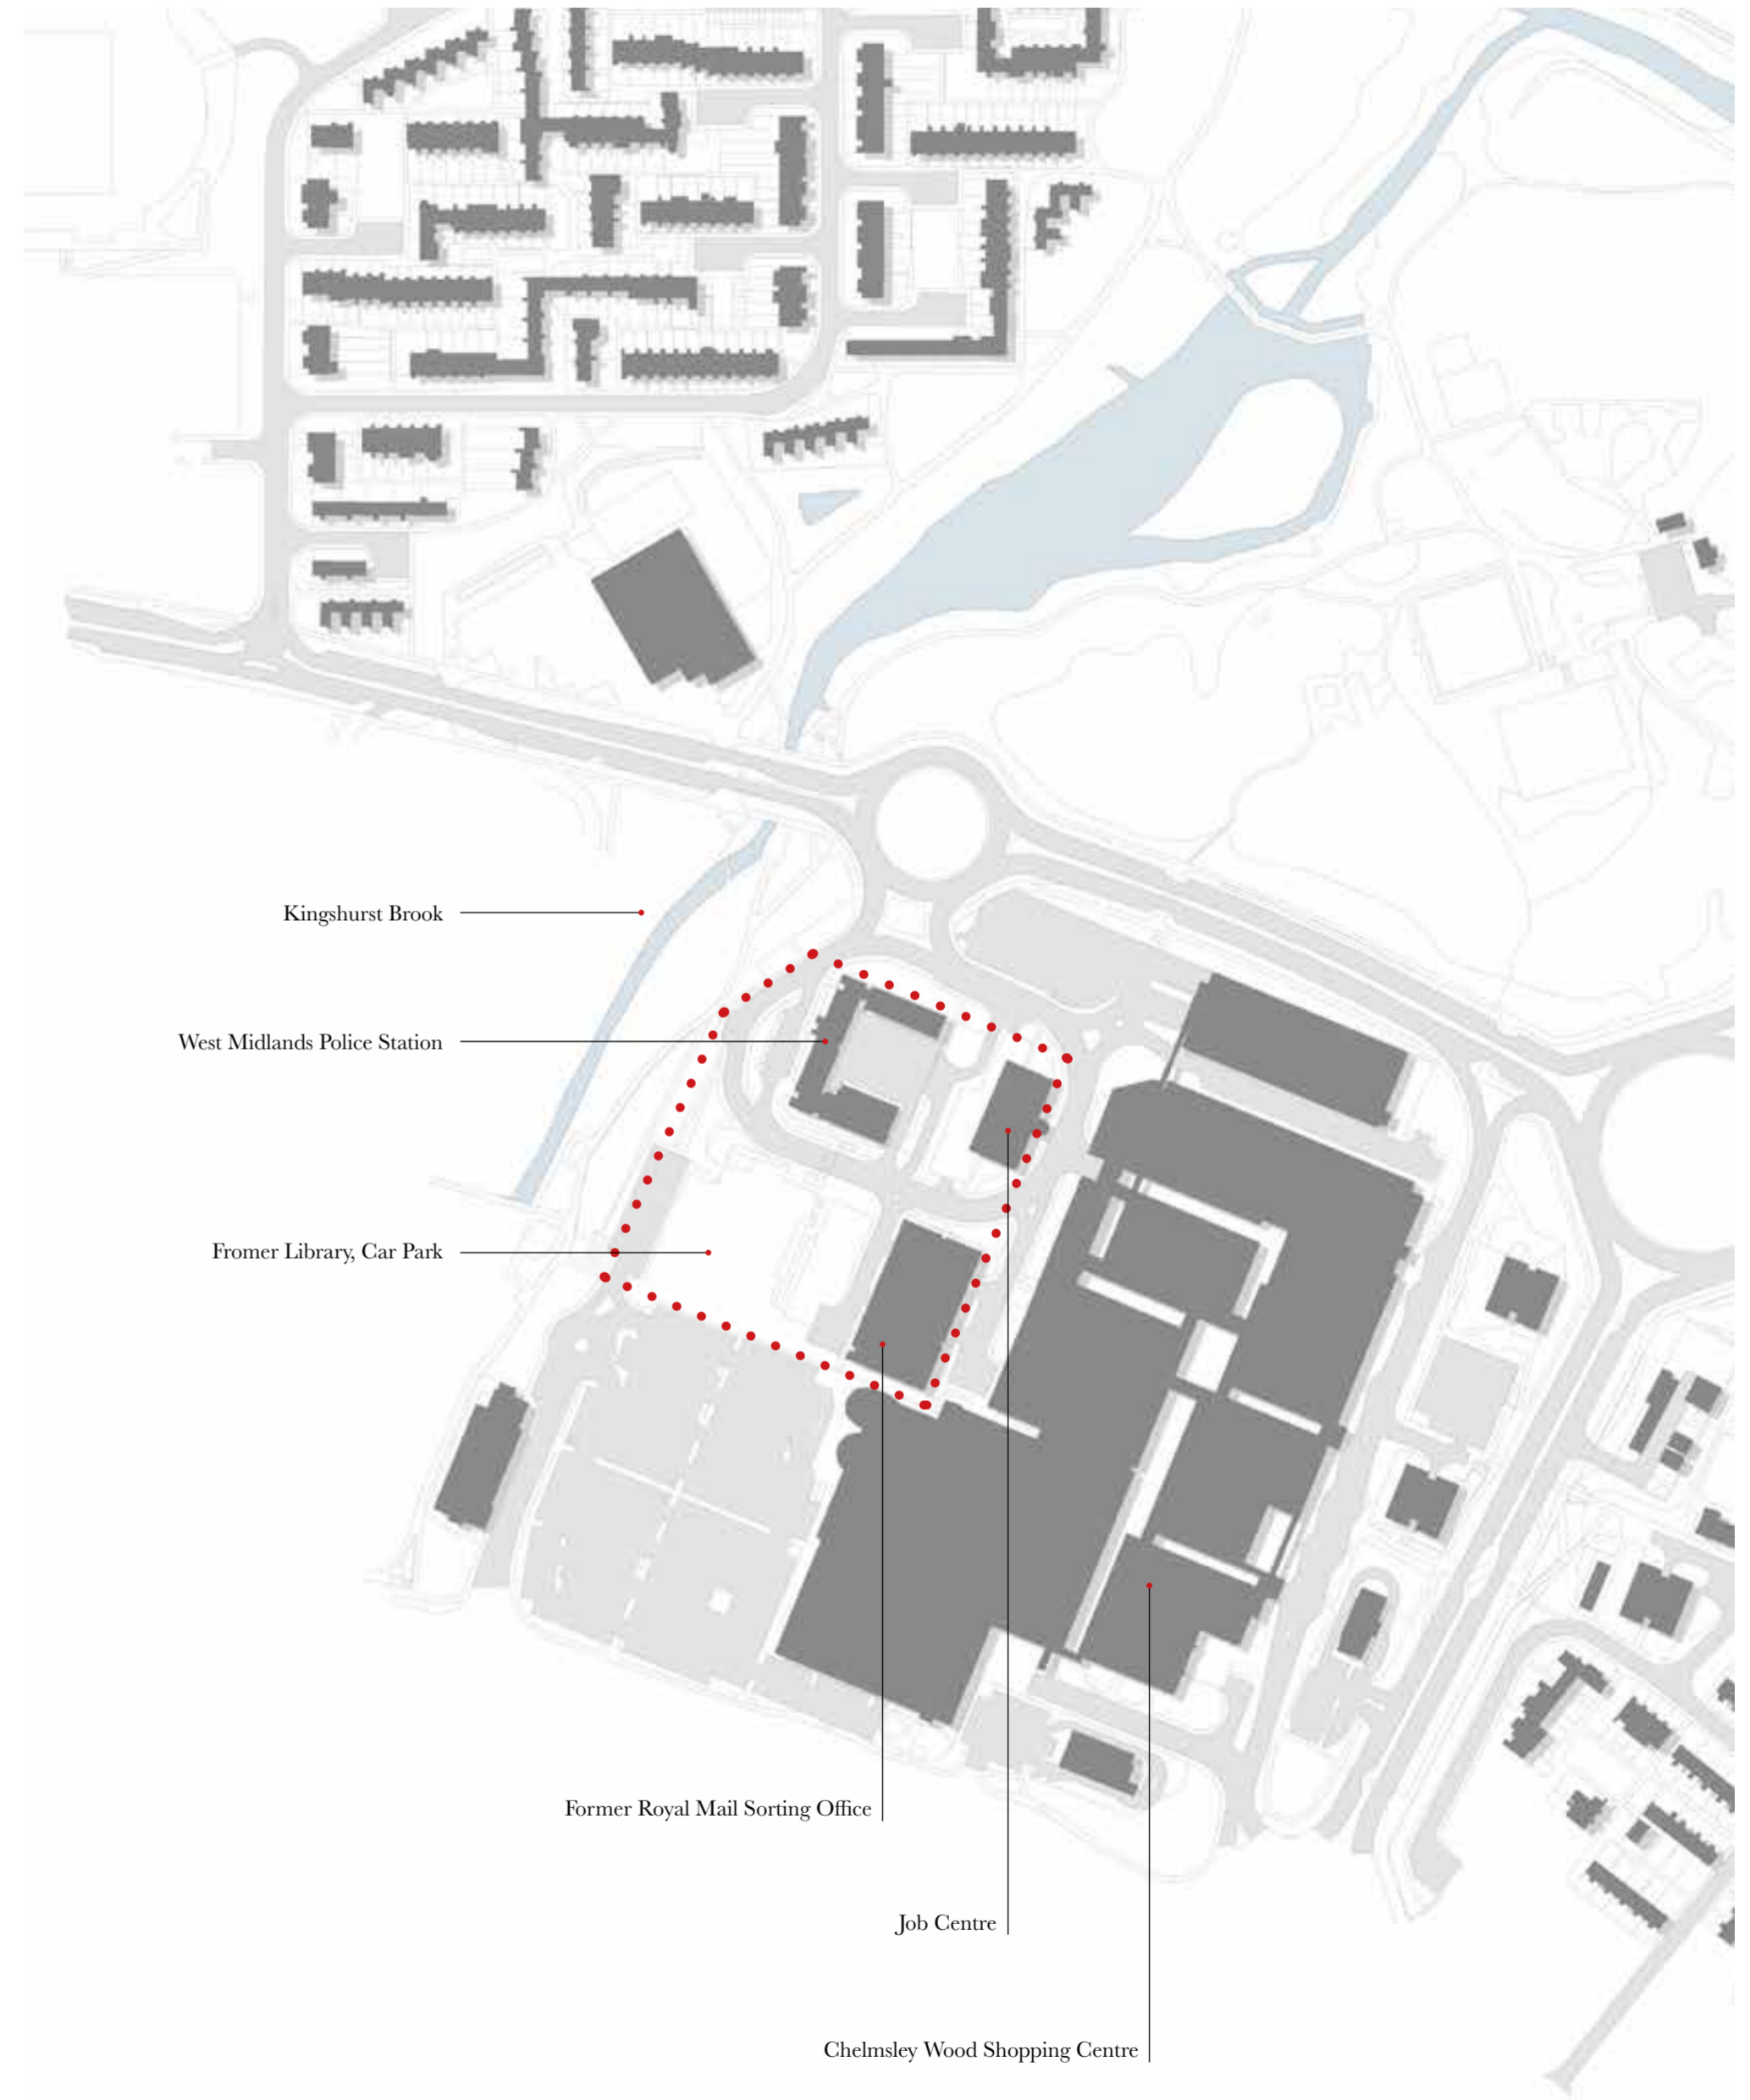 Kingshurst Brook
West Midlands Police Station
Fromer Library, Car Park
Former Royal Mail Sorting Office
Job Centre
Chelmsley Wood Shopping Centre